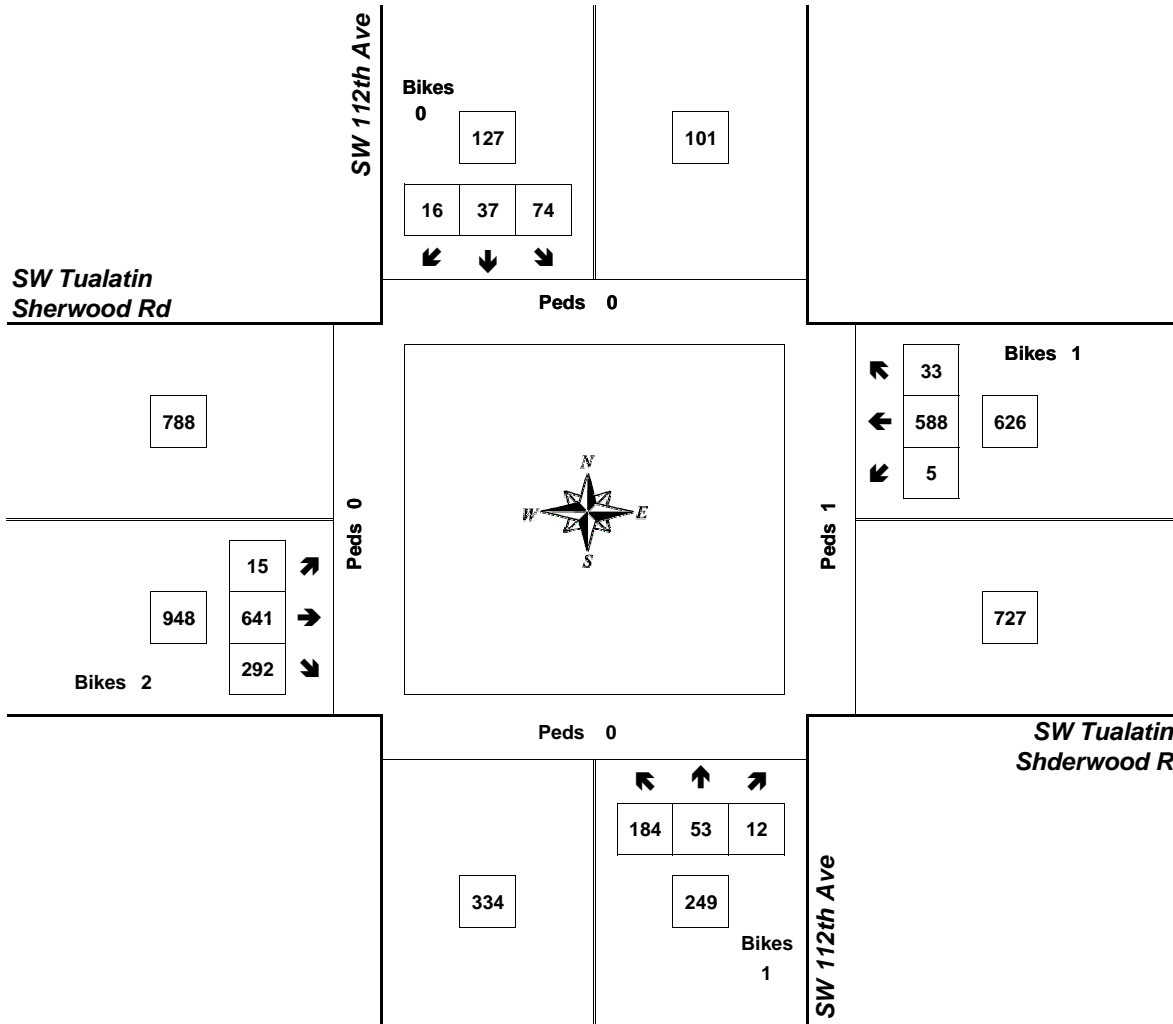 SW 112th Ave
Bikes
0
127
101
16 37 74
SW Tualatin
Sherwood Rd
Peds 0
788
33
588
5
626
Bikes 1
N
W E
S
Peds 0
Peds 1
948
15
641
292
Bikes 2
727
Peds 0
SW Tualatin
Shderwood R
184 53 12
334
249
Bikes
1
SW 112th Ave